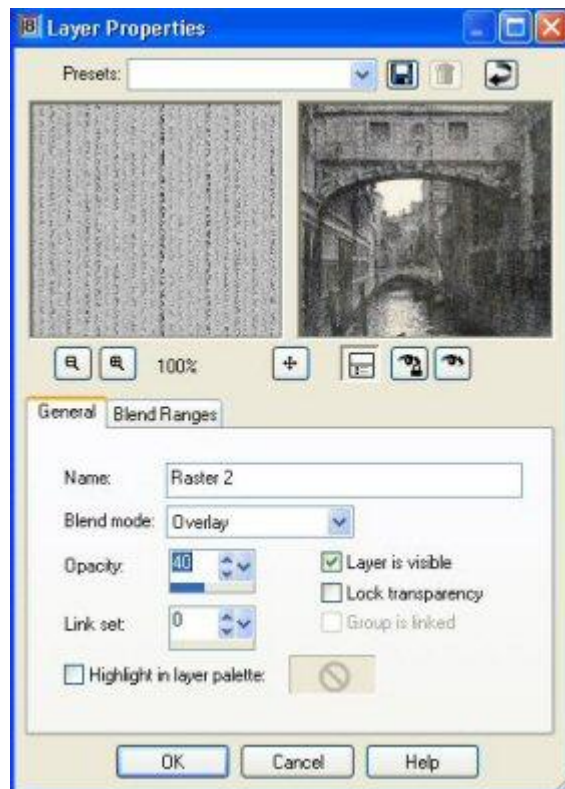 Layer Properties
Presets:
100%
General Blend Ranges
Name: Raster 2
Blend mode: Overlay
Opacity: 40
Layer is visible
Lock transparency
Link set: 0
Group is linked
Highlight in layer palette:
OK Cancel Help